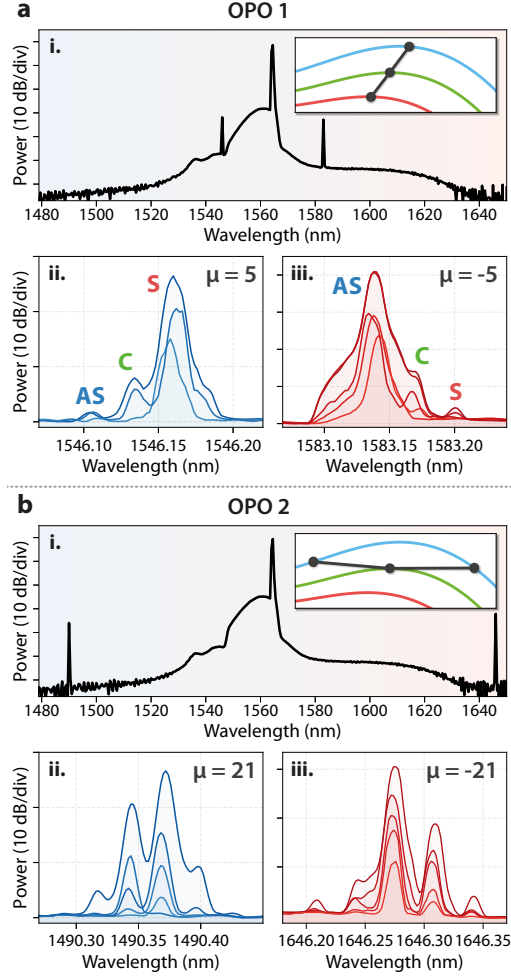 a
OPO 1
i.
Power (10 dB/div)
1480 1500 1520 1540 1560 1580 1600 1620 1640
Wavelength (nm)
ii.
S
μ = 5
C
AS
Power (10 dB/div)
1546.10 1546.15 1546.20
Wavelength (nm)
iii.
μ = -5
AS
C
S
1583.10 1583.15 1583.20
Wavelength (nm)
b
OPO 2
i.
Power (10 dB/div)
1480 1500 1520 1540 1560 1580 1600 1620 1640
Wavelength (nm)
ii.
μ = 21
Power (10 dB/div)
1490.30 1490.35 1490.40
Wavelength (nm)
iii.
μ = -21
1646.20 1646.25 1646.30 1646.35
Wavelength (nm)